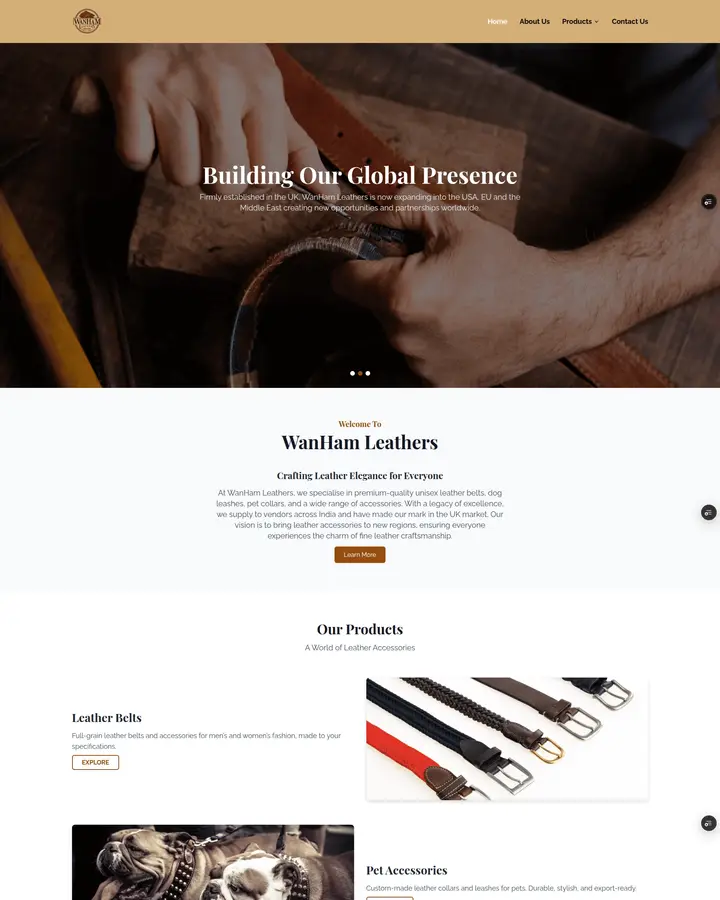 WANHAM
Home
About Us
Products
Contact Us
Building Our Global Presence
Firmly established in the UK, WanHam Leathers is now expanding into the USA, EU and the
Middle East creating new opportunities and partnerships worldwide.
Welcome To
WanHam Leathers
Crafting Leather Elegance for Everyone
At WanHam Leathers, we specialise in premium-quality unisex leather belts, dog
leashes, pet collars, and a wide range of accessories. With a legacy of excellence,
we supply to vendors across India and have made our mark in the UK market. Our
vision is to bring leather accessories to new regions, ensuring everyone
experiences the charm of fine leather craftsmanship.
Learn More
Our Products
A World of Leather Accessories
Leather Belts
Full-grain leather belts and accessories for men's and women's fashion, made to your
specifications.
EXPLORE
Pet Accessories
Custom-made leather collars and leashes for pets. Durable, stylish, and export-ready.